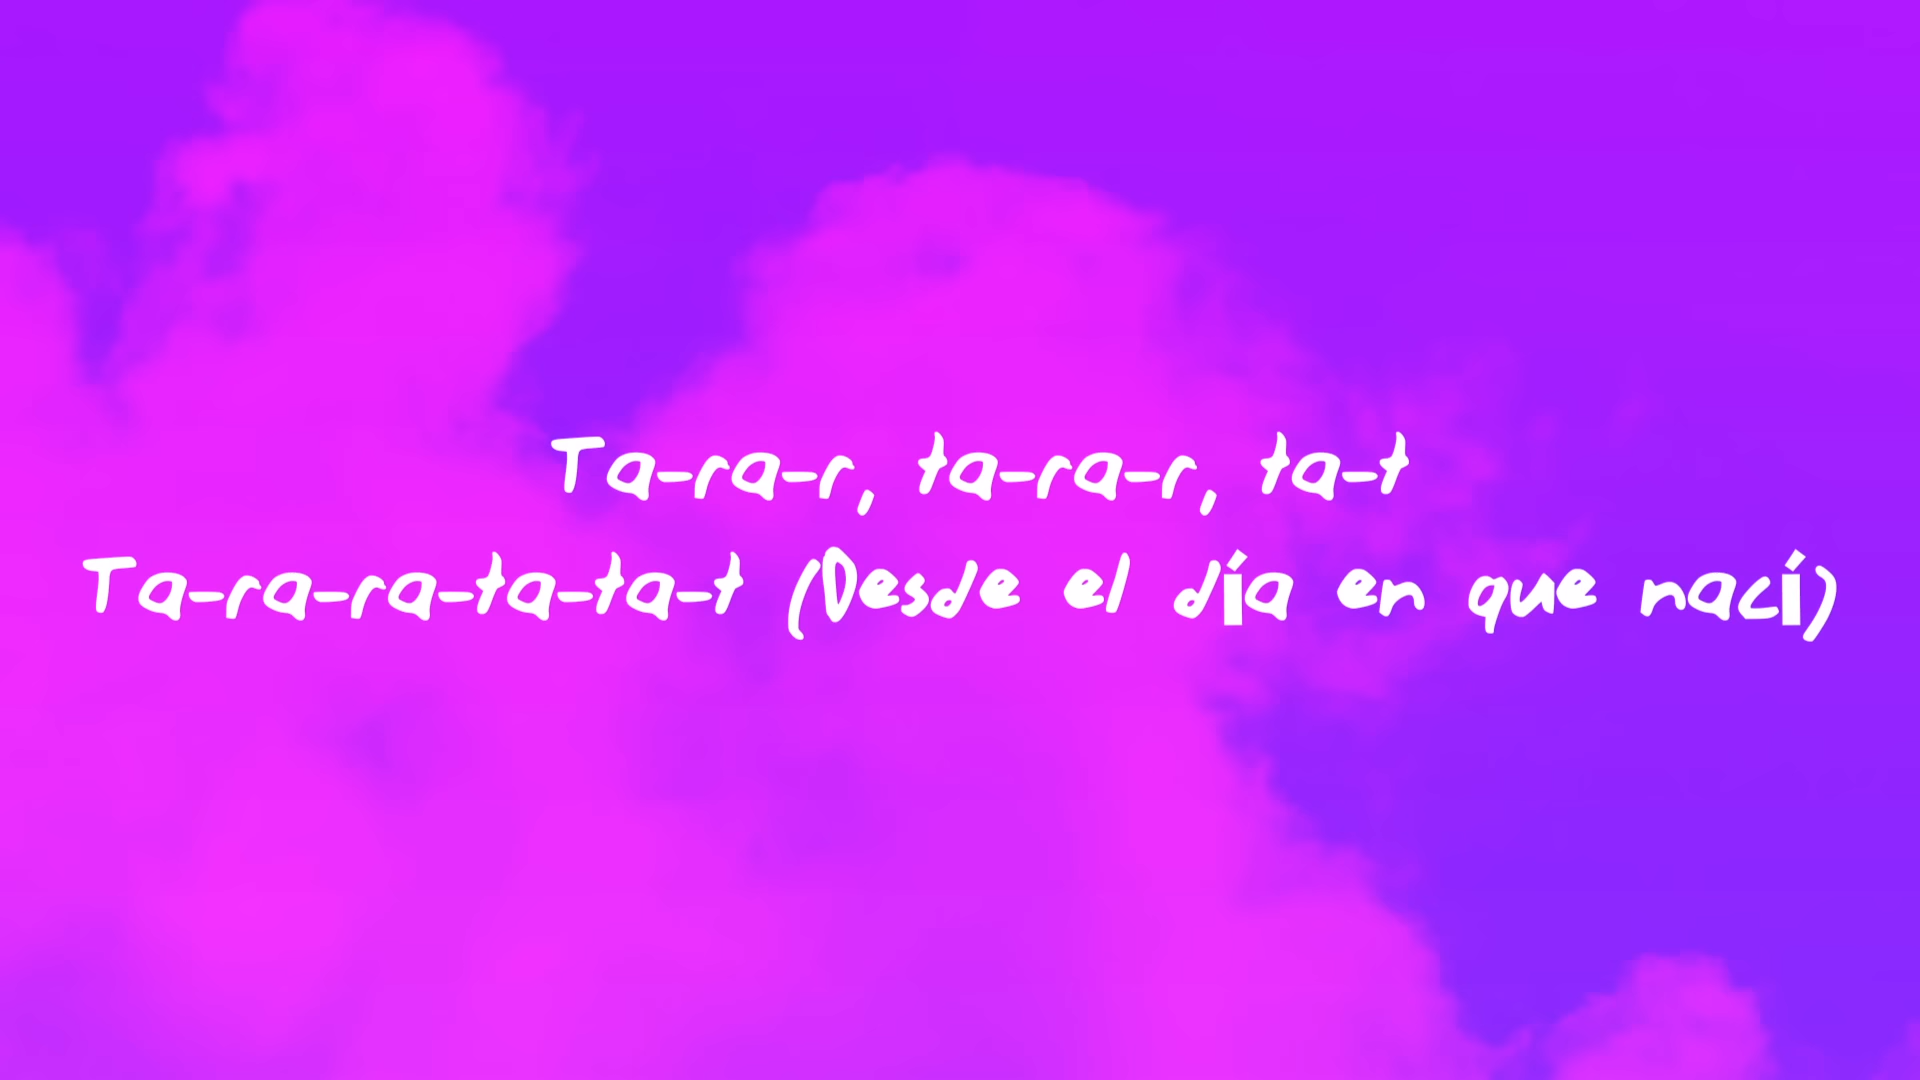 Ta-ra-r, ta-ra-r, ta-t
Ta-ra-ra-ta-ta-t (Desde el día en que nací)